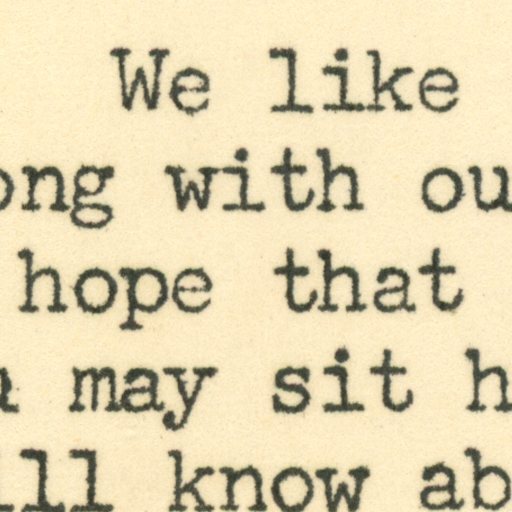 We like
ong with ou
hope that
may sit h
ll know ab